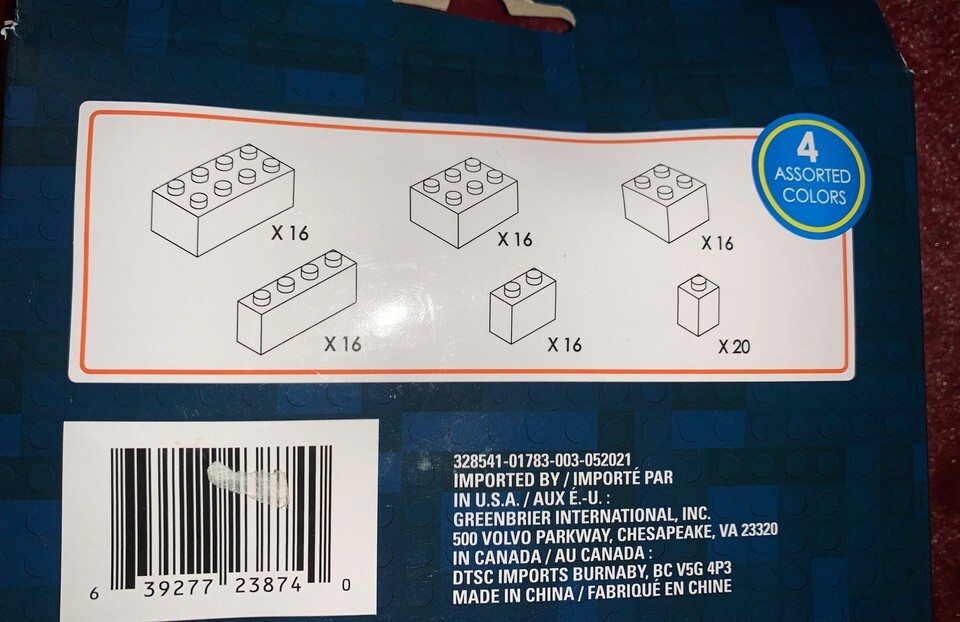 4
ASSORTED
COLORS
X 16
X 16
X 16
X 16
X 16
X 20
6 39277 23874 0
328541-01783-003-052021
IMPORTED BY / IMPORTÉ PAR
IN U.S.A. / AUX É.-U. :
GREENBRIER INTERNATIONAL, INC.
500 VOLVO PARKWAY, CHESAPEAKE, VA 23320
IN CANADA / AU CANADA :
DTSC IMPORTS BURNABY, BC V5G 4P3
MADE IN CHINA / FABRIQUÉ EN CHINE